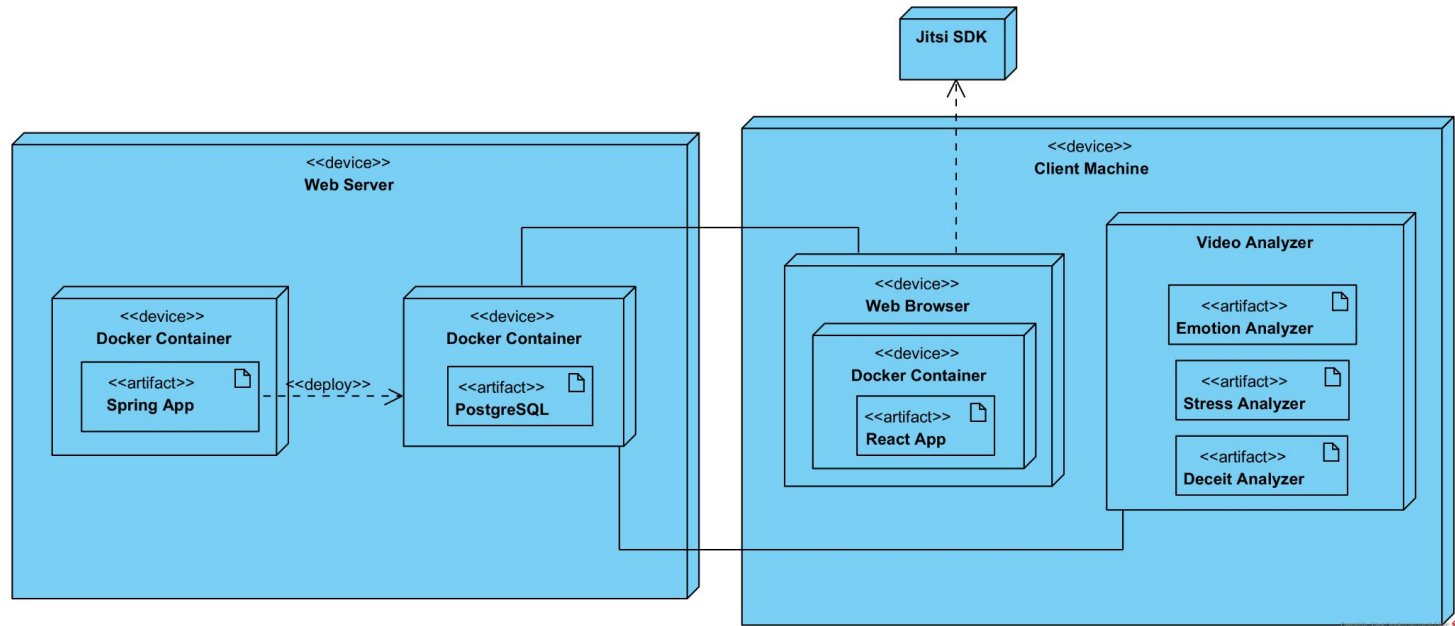 Jitsi SDK
<<device>>
Web Server
<<device>>
Docker Container
<<artifact>>
Spring App
<<deploy>>
<<device>>
Docker Container
<<artifact>>
PostgreSQL
<<device>>
Client Machine
<<device>>
Web Browser
<<device>>
Docker Container
<<artifact>>
React App
Video Analyzer
<<artifact>>
Emotion Analyzer
<<artifact>>
Stress Analyzer
<<artifact>>
Deceit Analyzer